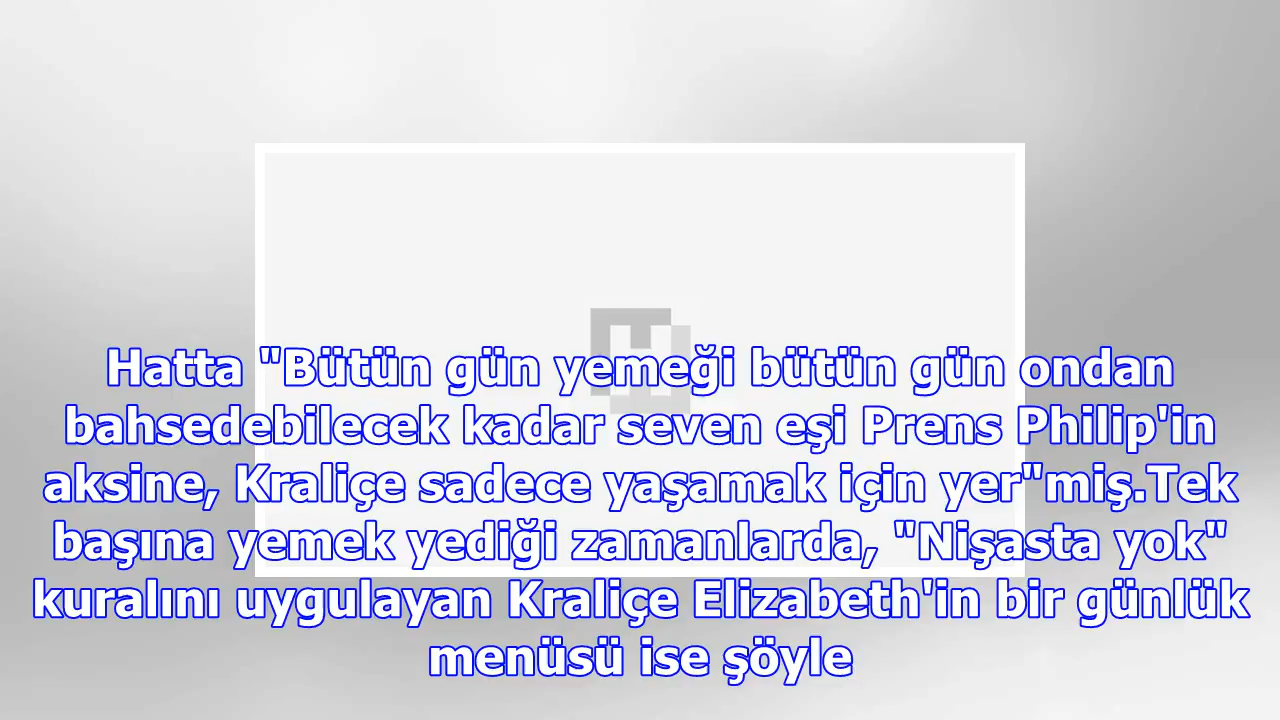 Hatta "Bütün gün yemeği bütün gün ondan
bahsedebilecek kadar seven eşi Prens Philip'in
aksine, Kraliçe sadece yaşamak için yer"miş.Tek
başına yemek yediği zamanlarda, "Nişasta yok"
kuralını uygulayan Kraliçe Elizabeth'in bir günlük
menüsü ise şöyle